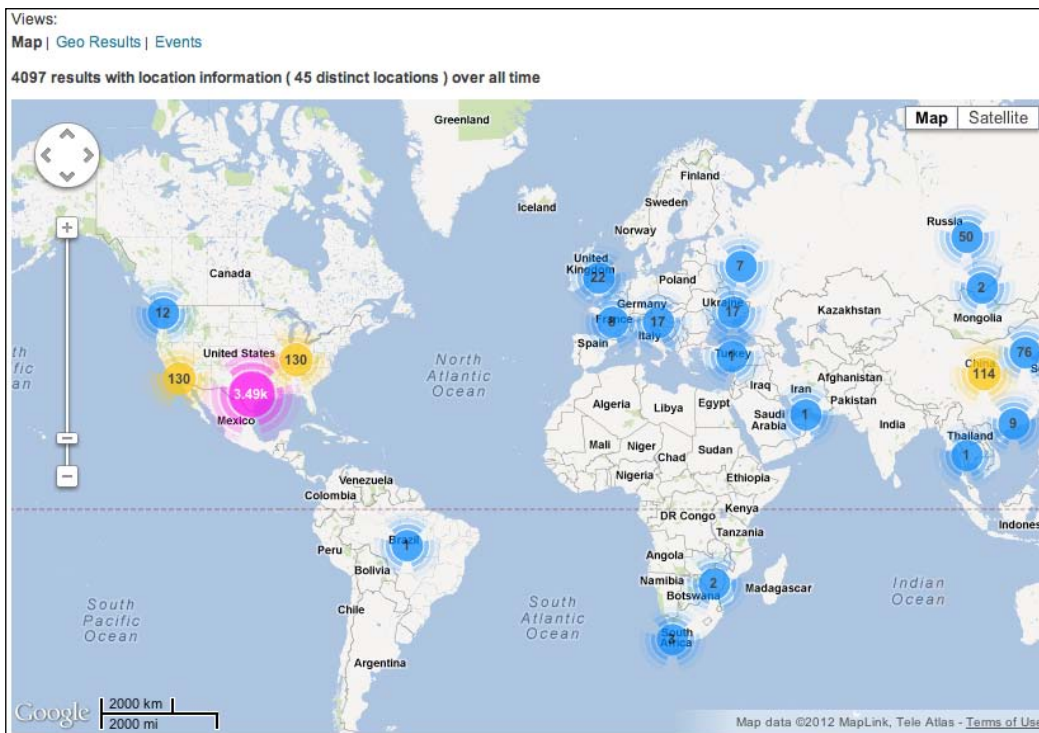 Views:
Map | Geo Results | Events
4097 results with location information ( 45 distinct locations ) over all time
Greenland
Map
Satellite
Finland
Iceland
Sweden
Norway
Russia
50
Canada
United
Kingdom
22
7
Poland
2
12
Germany
Ukraine
17
Kazakhstan
Mongolia
France
17
Italy
United States
130
130
3.49k
Spain
Turkey
1
76
China
114
North
Atlantic
Ocean
Iraq
Iran
Afghanistan
Pakistan
Mexico
Algeria
Libya
Egypt
Saudi
Arabia
1
India
9
Mali
Niger
Chad
Sudan
Thailand
1
Venezuela
Colombia
Nigeria
Ethiopia
DR Congo
Kenya
Tanzania
Peru
Brazil
1
Bolivia
Angola
Namibia
Botswana
2
Madagascar
South
Pacific
Ocean
Chile
South
Atlantic
Ocean
Indian
Ocean
South
Africa
Argentina
Google
2000 km
2000 mi
Map data ©2012 MapLink, Tele Atlas - Terms of Use